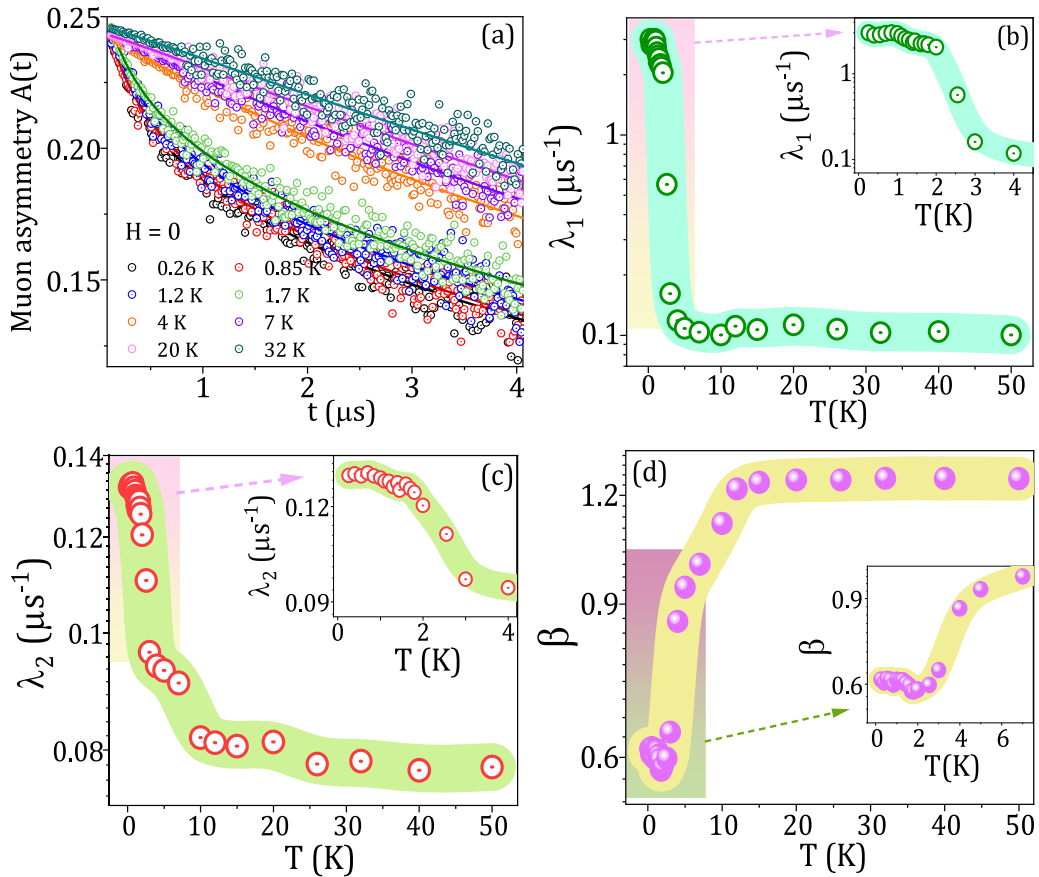 (a)
Muon asymmetry A(t)
0.25
0.20
0.15
H = 0
0.26 K 0.85 K
1.2 K 1.7 K
4 K 7 K
20 K 32 K
1 2 3 4
t (μs)
(b)
λ₁ (μs⁻¹)
1
0.1
0 10 20 30 40 50
T(K)
λ₁ (μs⁻¹)
1
0.1
0 1 2 3 4
T(K)
(c)
λ₂ (μs⁻¹)
0.14
0.12
0.1
0.08
0 10 20 30 40 50
T (K)
λ₂ (μs⁻¹)
0.12
0.09
0 2 4
T (K)
(d)
β
1.2
0.9
0.6
0 10 20 30 40 50
T (K)
β
0.9
0.6
0 2 4 6
T(K)